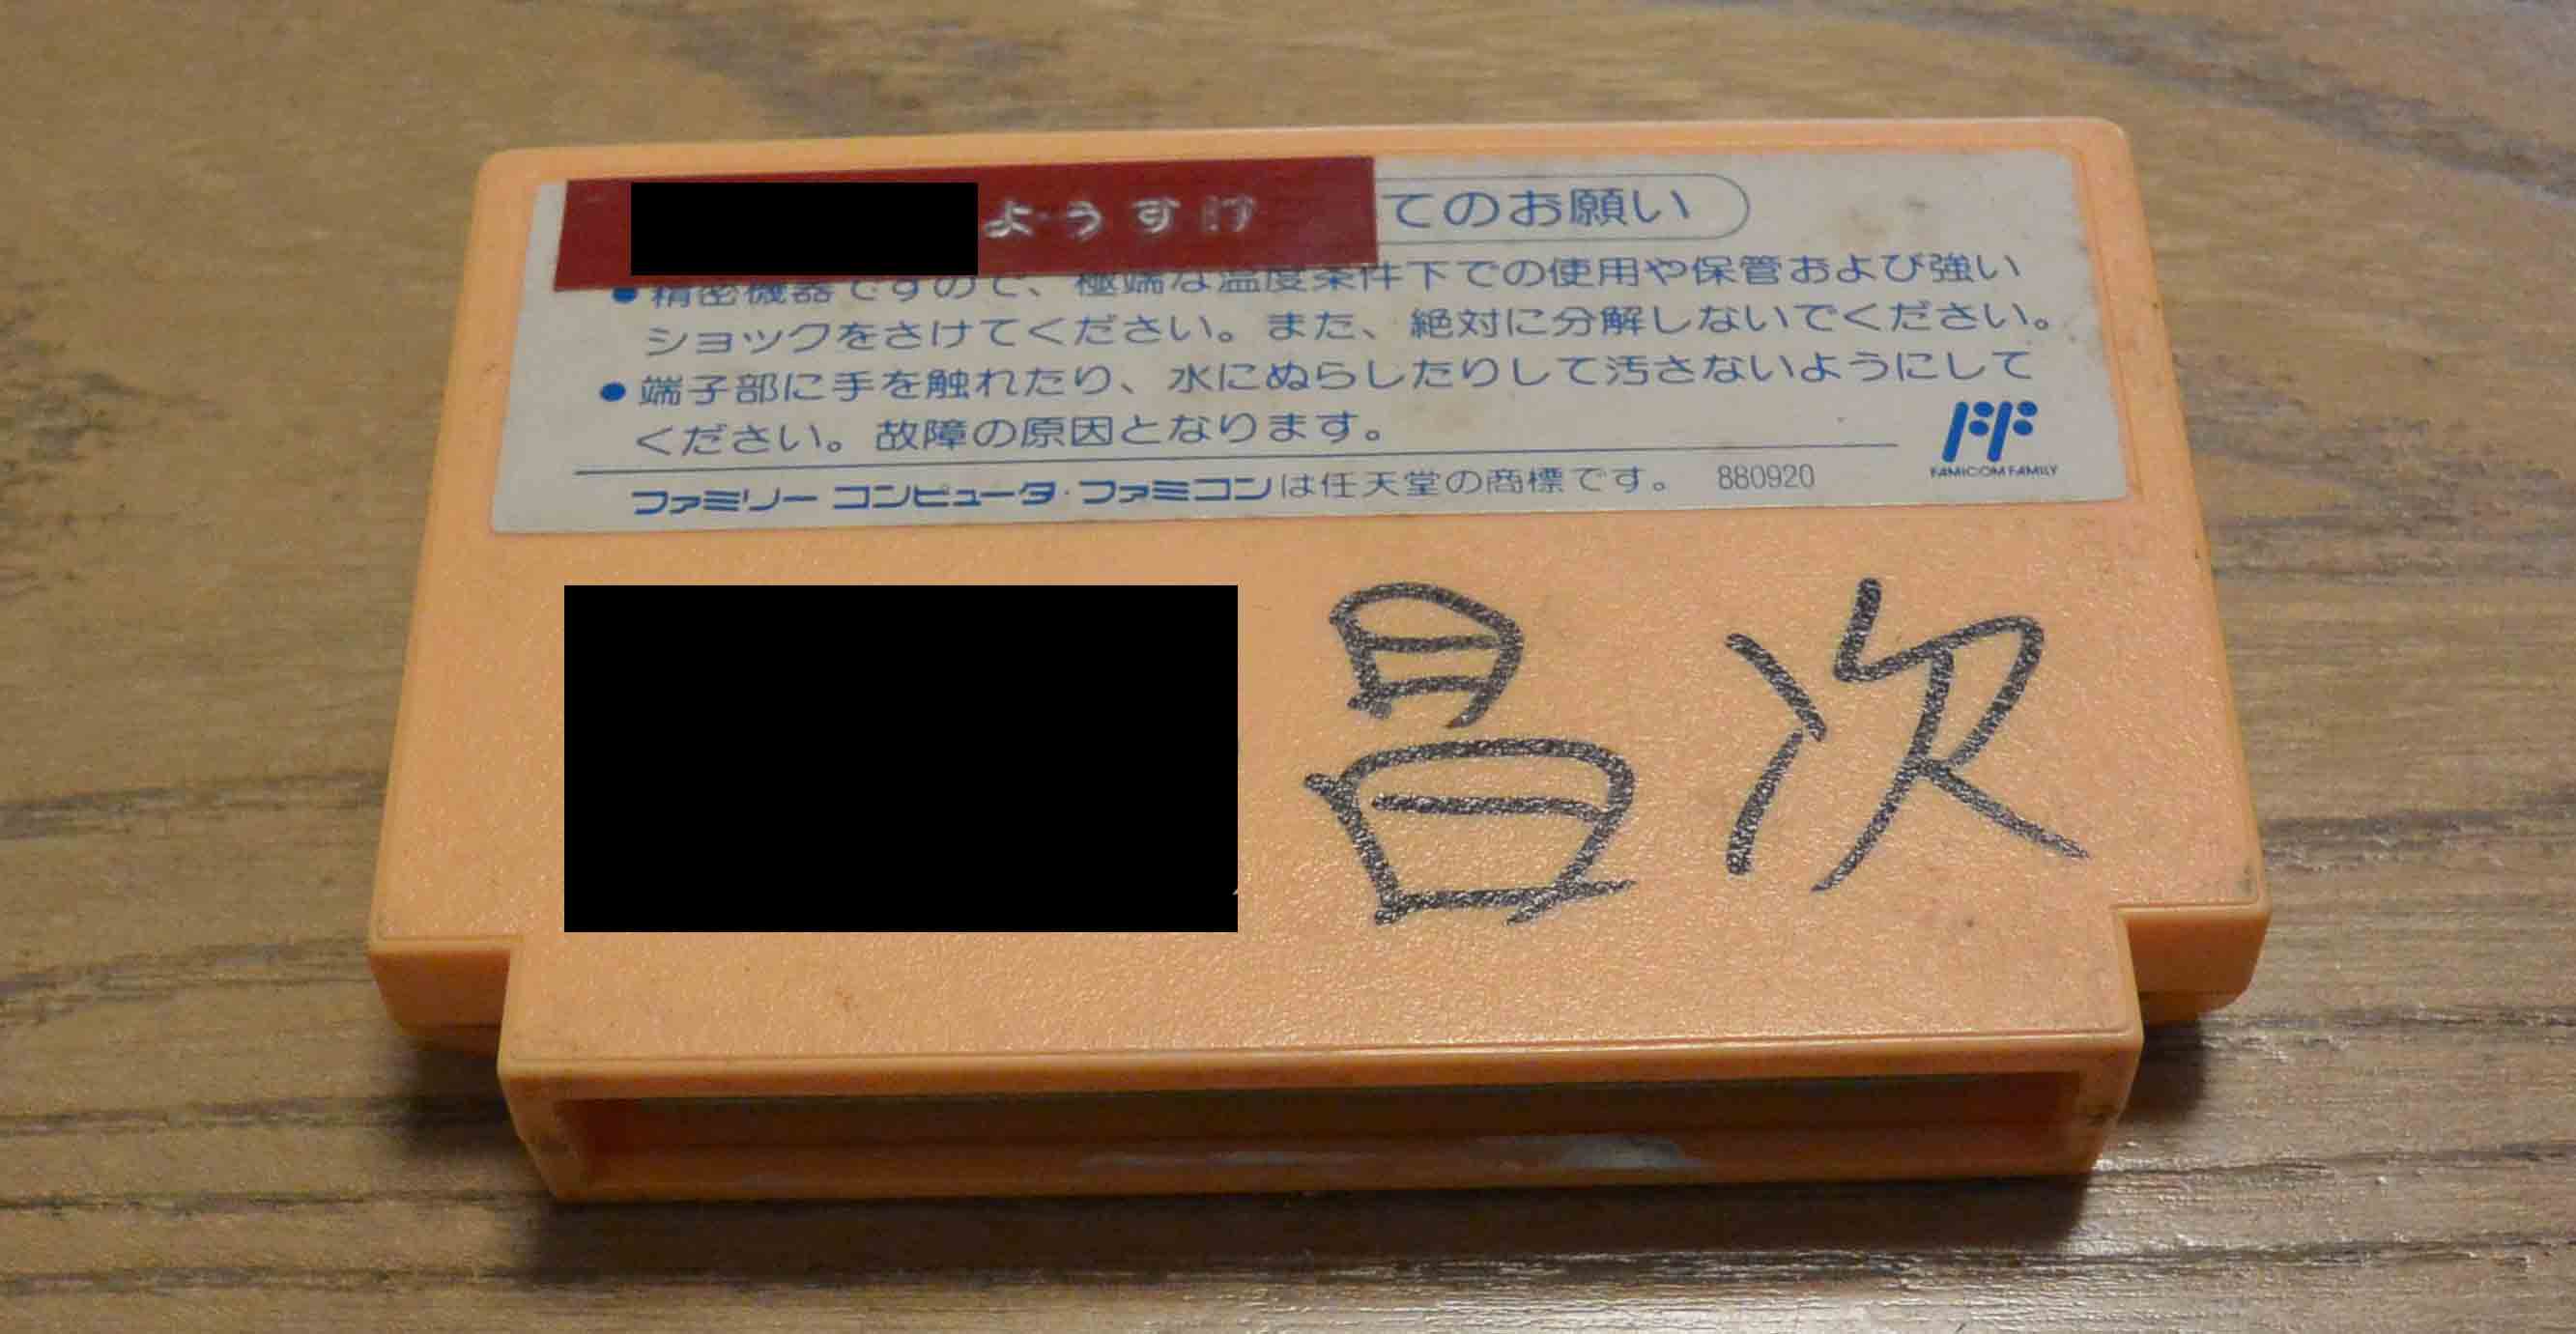 ようすけ
てのお願い
●精密機器ですので、極端な温度条件下での使用や保管および強い
ショックをさけてください。また、絶対に分解しないでください。
●端子部に手を触れたり、水にぬらしたりして汚さないようにして
ください。故障の原因となります。
FAMICOM FAMILY
ファミリー コンピュータ・ファミコンは任天堂の商標です。 880920
昌次